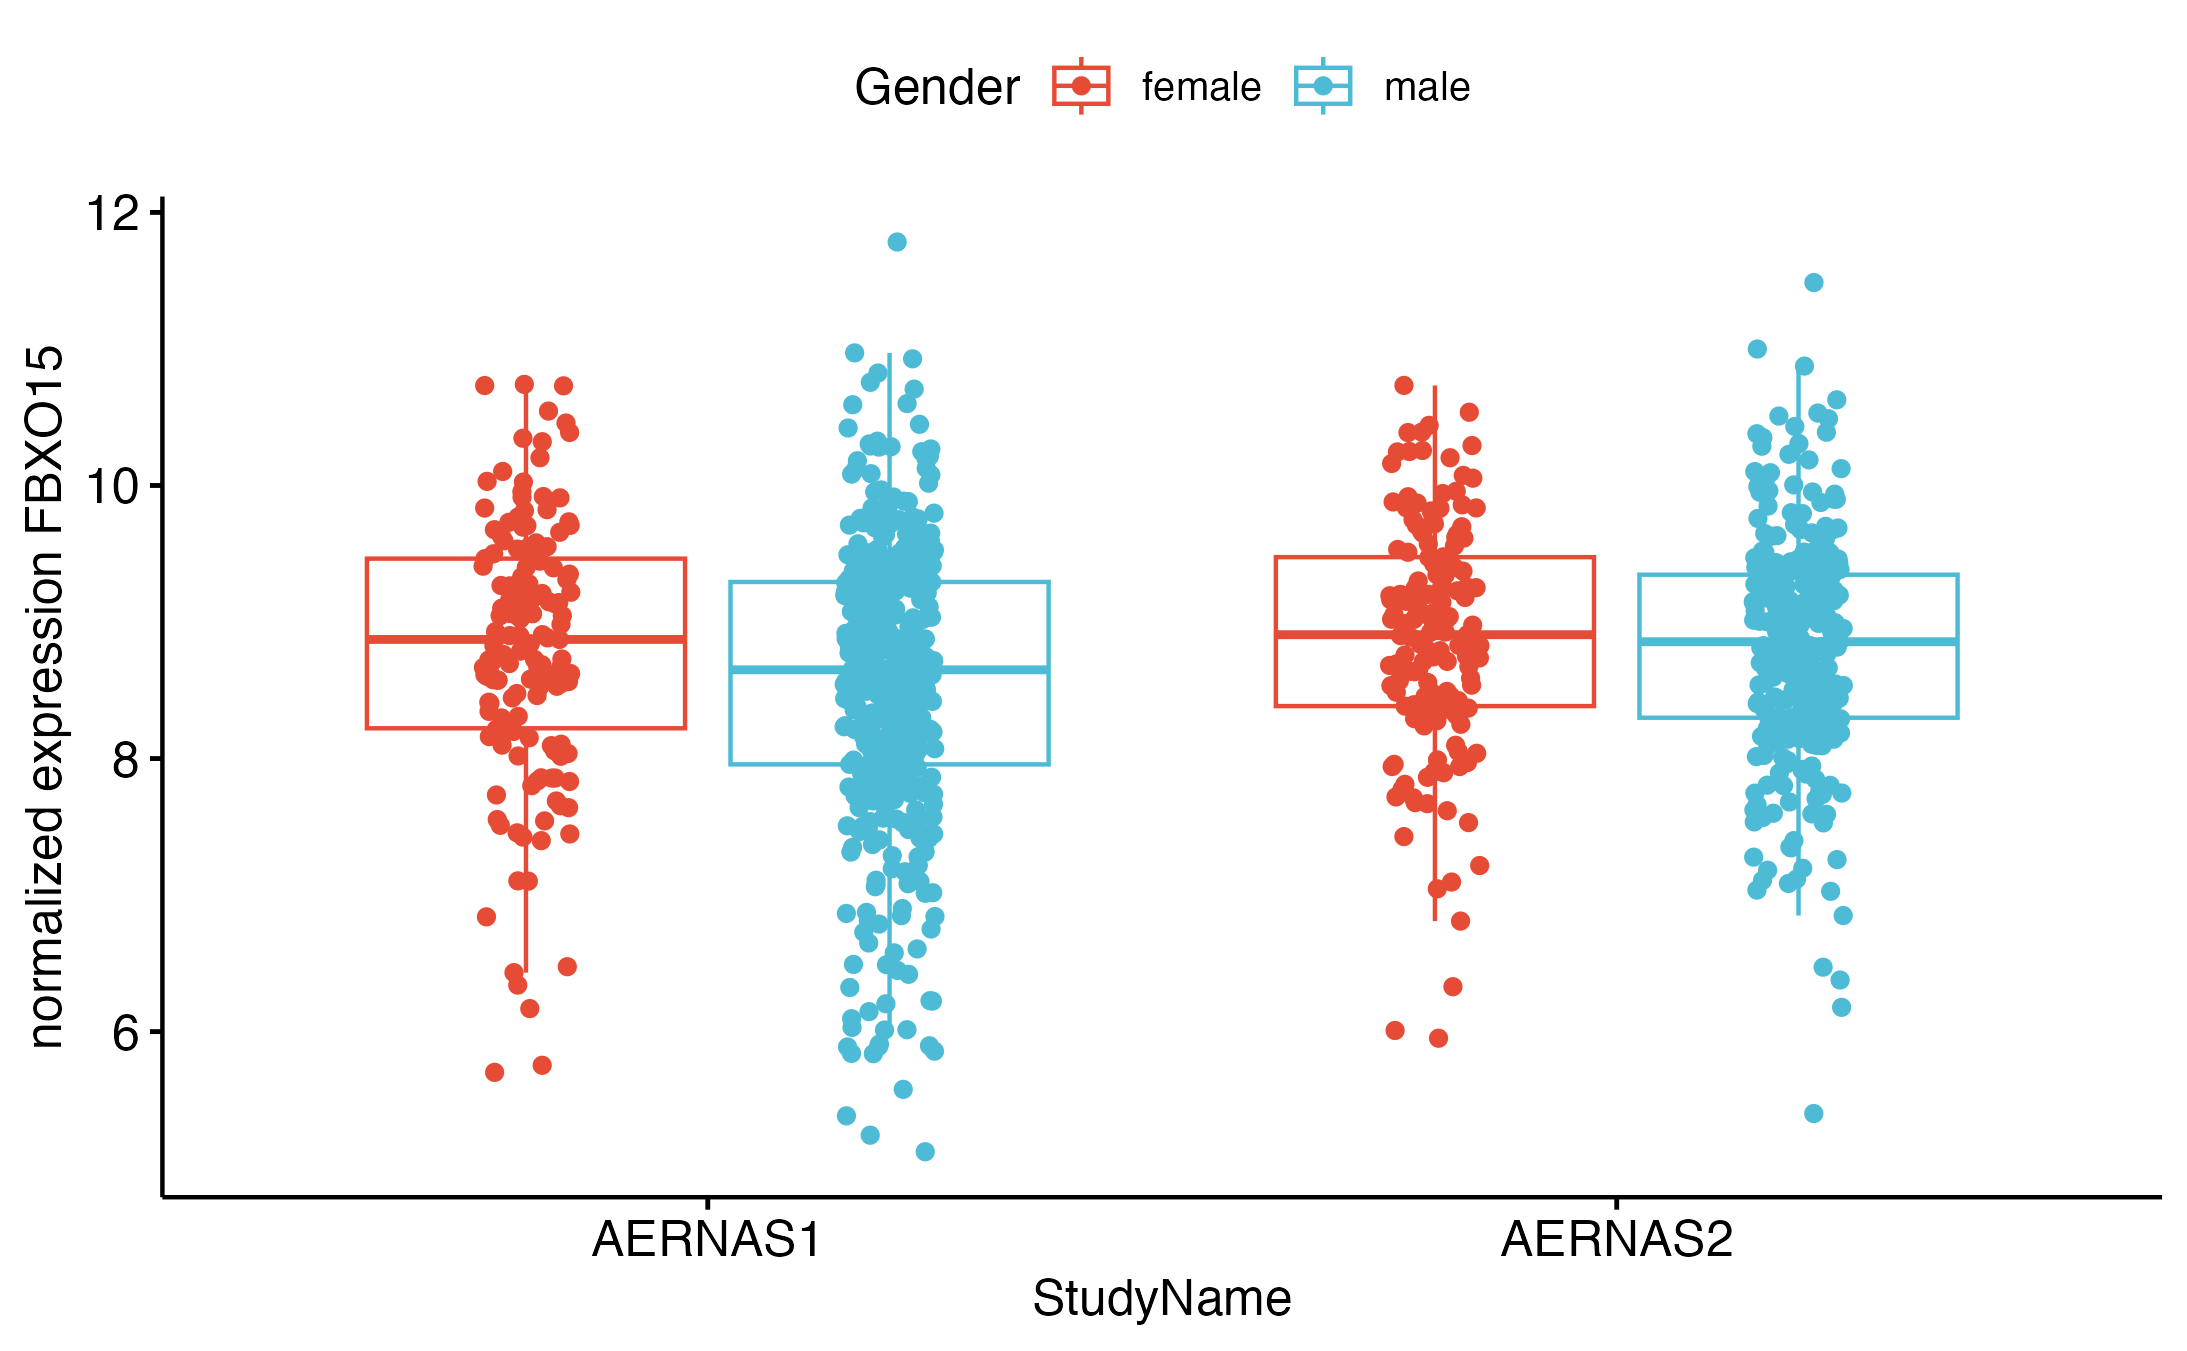 Gender female male
12
10
8
6
normalized expression FBXO15
AERNAS1 AERNAS2
StudyName